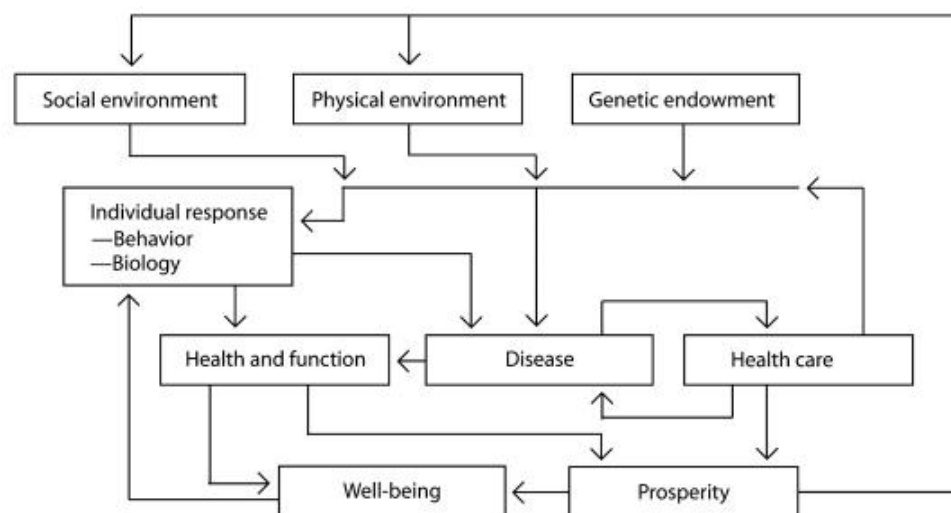 Social environment
Physical environment
Genetic endowment
Individual response
—Behavior
—Biology
Health and function
Disease
Health care
Well-being
Prosperity